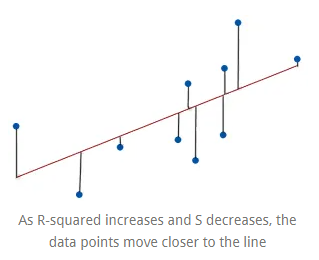 As R-squared increases and S decreases, the
data points move closer to the line